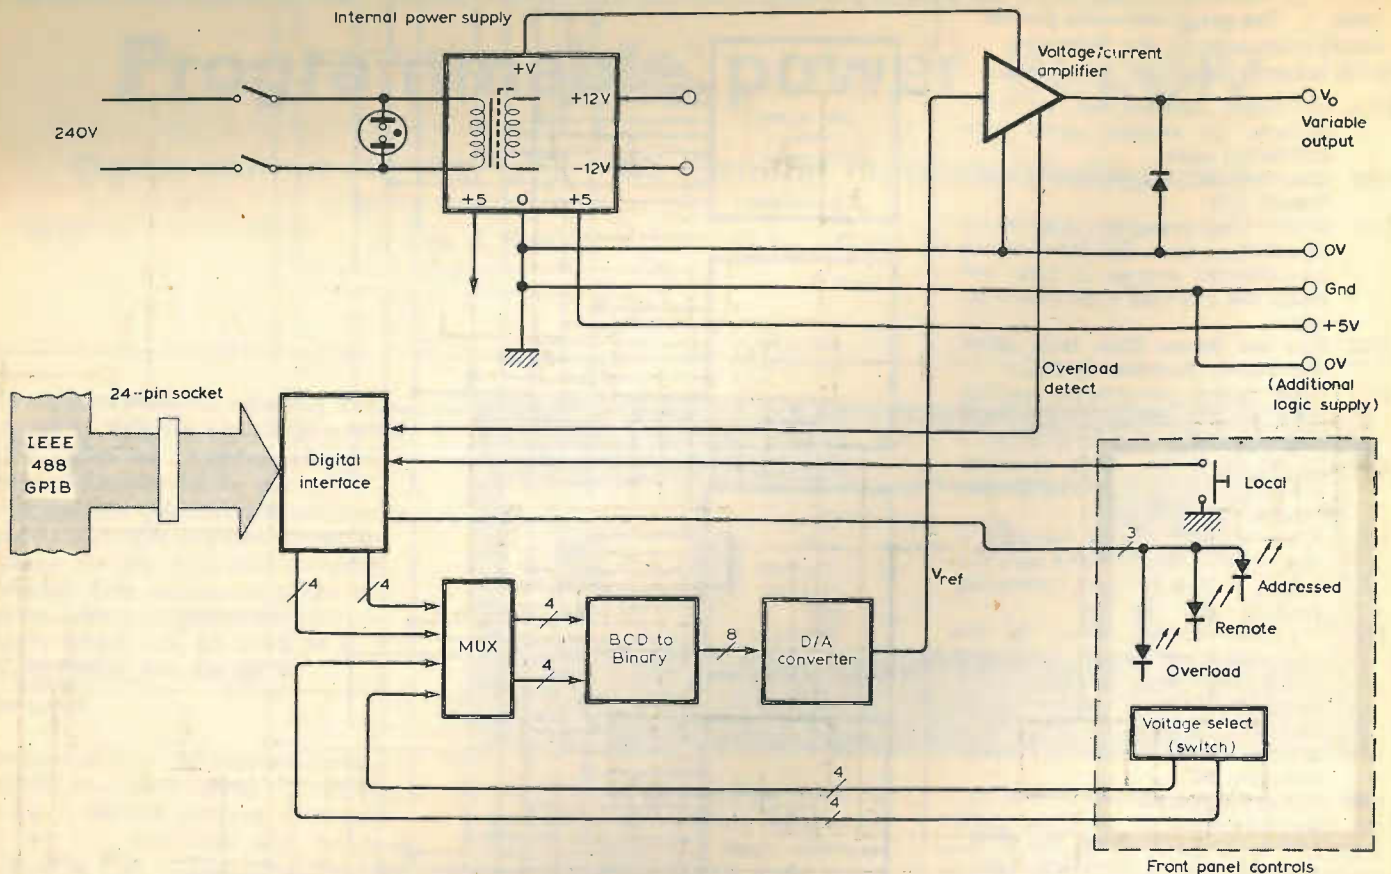 Internal power supply
+V
+12V
-12V
+5
0
+5
240V
Voltage/current
amplifier
Vo
Variable
output
0V
Gnd
+5V
0V
(Additional
logic supply)
Overload
detect
24-pin socket
IEEE
488
GPIB
Digital
interface
Local
3
Addressed
Remote
Overload
4
4
MUX
4
4
BCD to
Binary
8
D/A
converter
Vref
Voltage select
(switch)
4
4
Front panel controls